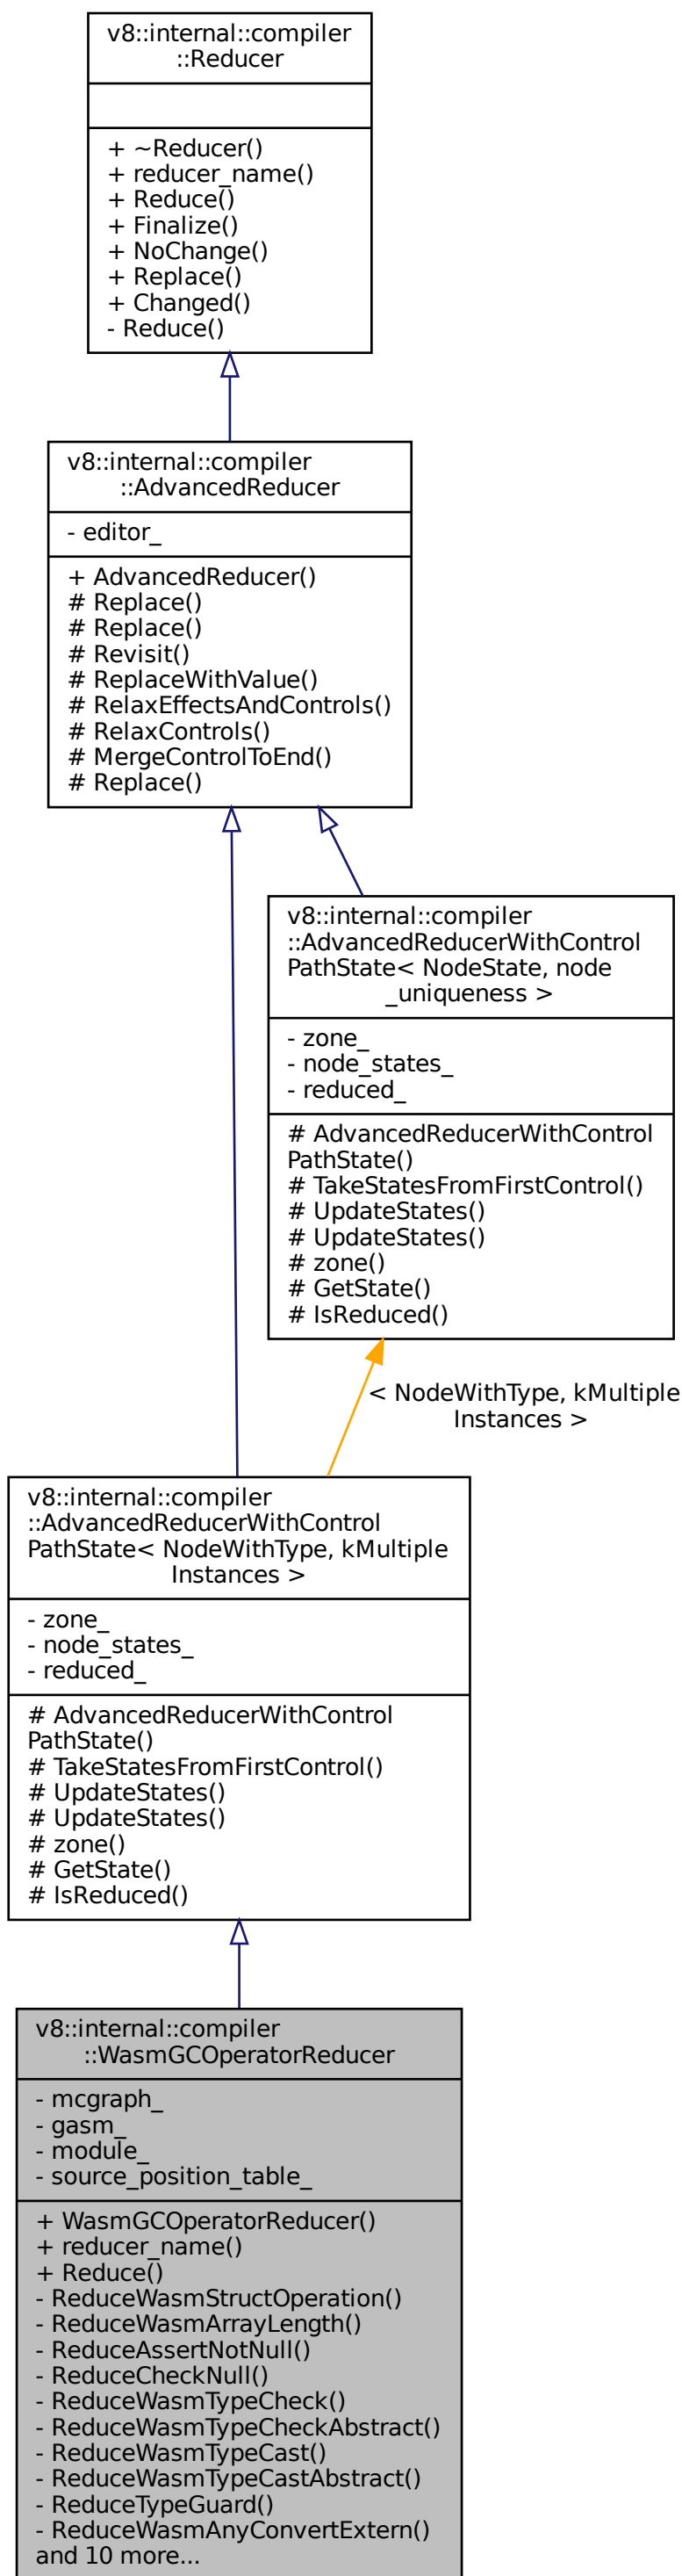 v8::internal::compiler
::Reducer
+ ~Reducer()
+ reducer_name()
+ Reduce()
+ Finalize()
+ NoChange()
+ Replace()
+ Changed()
- Reduce()
v8::internal::compiler
::AdvancedReducer
- editor_
+ AdvancedReducer()
# Replace()
# Replace()
# Revisit()
# ReplaceWithValue()
# RelaxEffectsAndControls()
# RelaxControls()
# MergeControlToEnd()
# Replace()
v8::internal::compiler
::AdvancedReducerWithControl
PathState< NodeState, node
_uniqueness >
- zone_
- node_states_
- reduced_
# AdvancedReducerWithControl
PathState()
# TakeStatesFromFirstControl()
# UpdateStates()
# UpdateStates()
# zone()
# GetState()
# IsReduced()
< NodeWithType, kMultiple
Instances >
v8::internal::compiler
::AdvancedReducerWithControl
PathState< NodeWithType, kMultiple
Instances >
- zone_
- node_states_
- reduced_
# AdvancedReducerWithControl
PathState()
# TakeStatesFromFirstControl()
# UpdateStates()
# UpdateStates()
# zone()
# GetState()
# IsReduced()
v8::internal::compiler
::WasmGCOperatorReducer
- mcgraph_
- gasm_
- module_
- source_position_table_
+ WasmGCOperatorReducer()
+ reducer_name()
+ Reduce()
- ReduceWasmStructOperation()
- ReduceWasmArrayLength()
- ReduceAssertNotNull()
- ReduceCheckNull()
- ReduceWasmTypeCheck()
- ReduceWasmTypeCheckAbstract()
- ReduceWasmTypeCast()
- ReduceWasmTypeCastAbstract()
- ReduceTypeGuard()
- ReduceWasmAnyConvertExtern()
and 10 more...